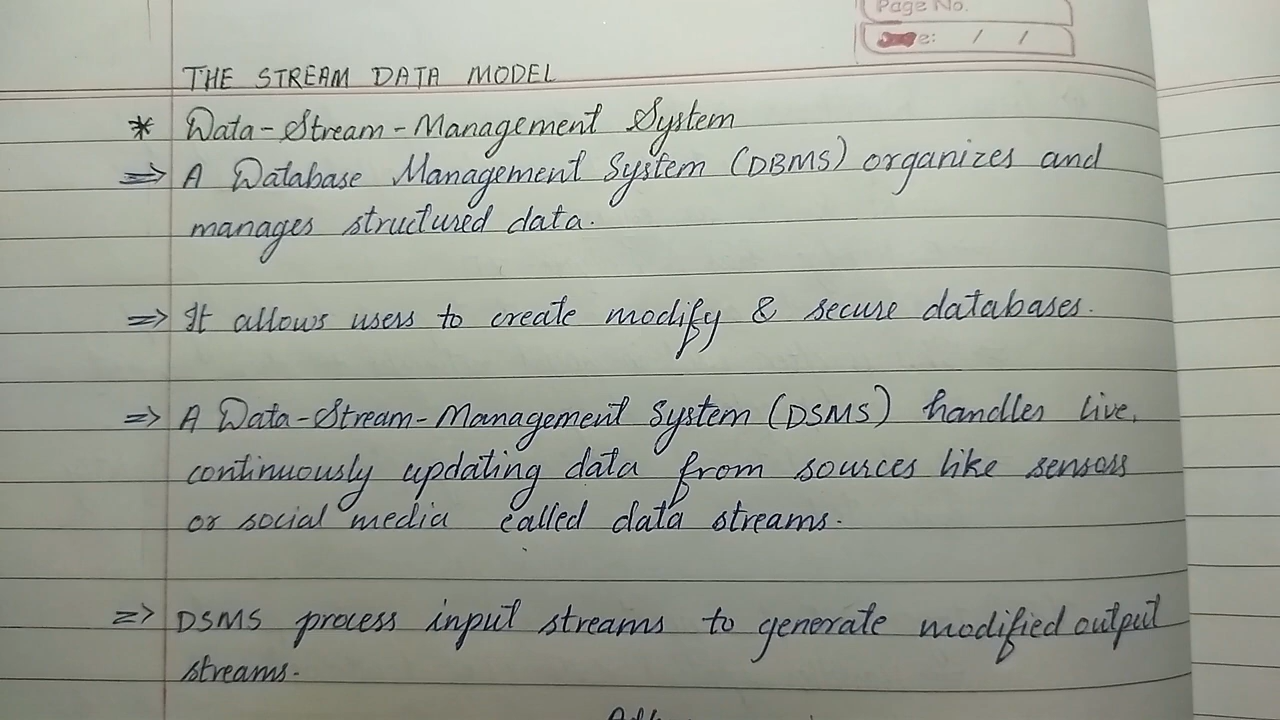 Page No.
e: / /
THE STREAM DATA MODEL
* Data-Stream-Management System
=> A Database Management System (DBMS) organizes and
manages structured data.
=> It allows users to create modify & secure databases.
=> A Data-Stream-Management System (DSMS) handles live,
continuously updating data from sources like sensors
or social media called data streams.
=> DSMS process input streams to generate modified output
streams.